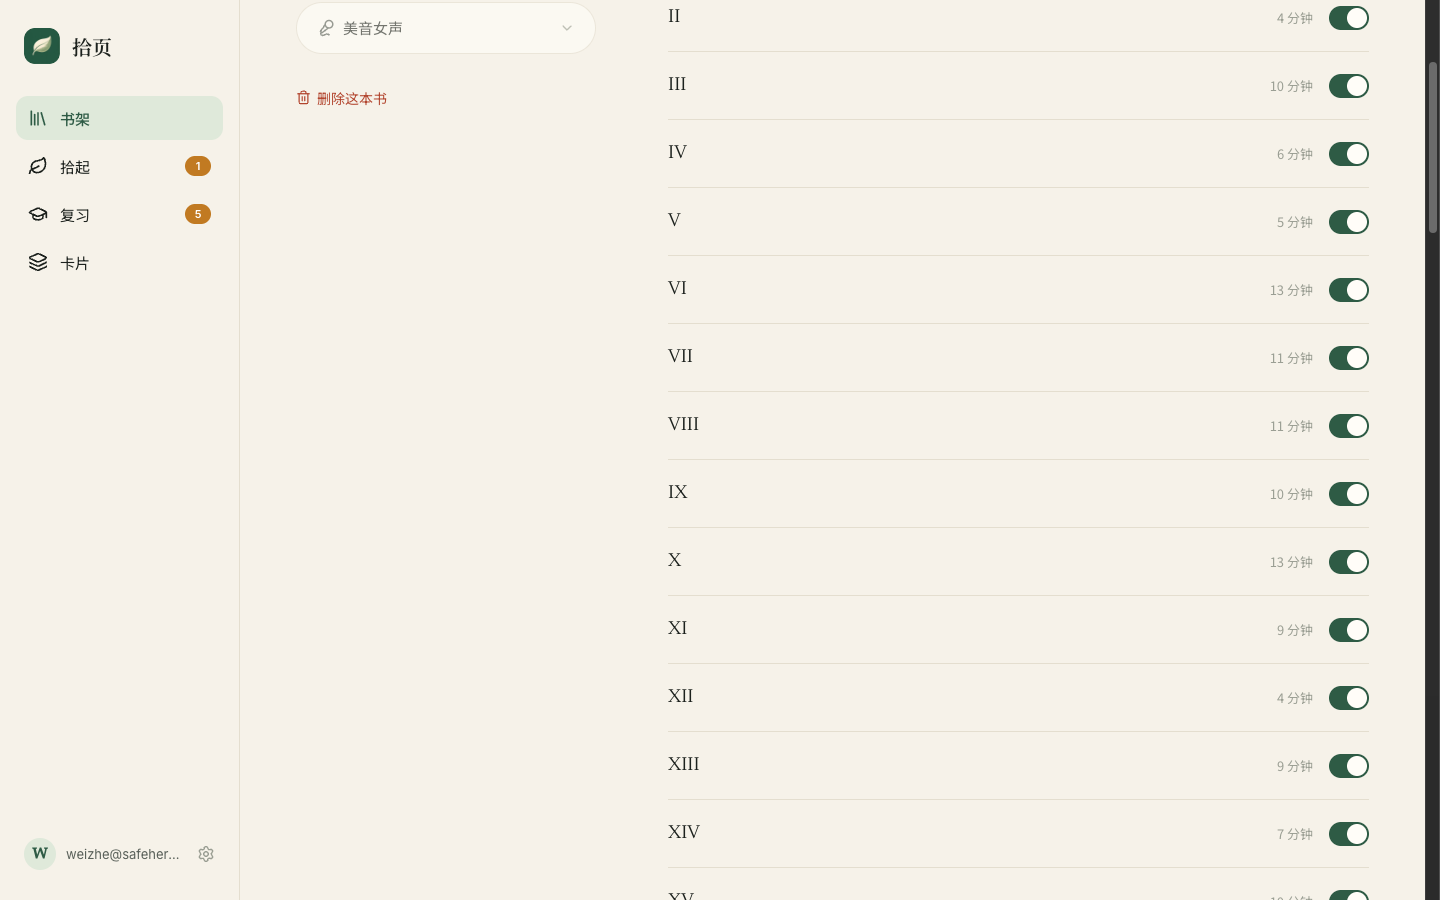 拾页
书架
拾起 1
复习 5
卡片
W weizhe@safeher...
美音女声
删除这本书
II 4 分钟
III 10 分钟
IV 6 分钟
V 5 分钟
VI 13 分钟
VII 11 分钟
VIII 11 分钟
IX 10 分钟
X 13 分钟
XI 9 分钟
XII 4 分钟
XIII 9 分钟
XIV 7 分钟
XV